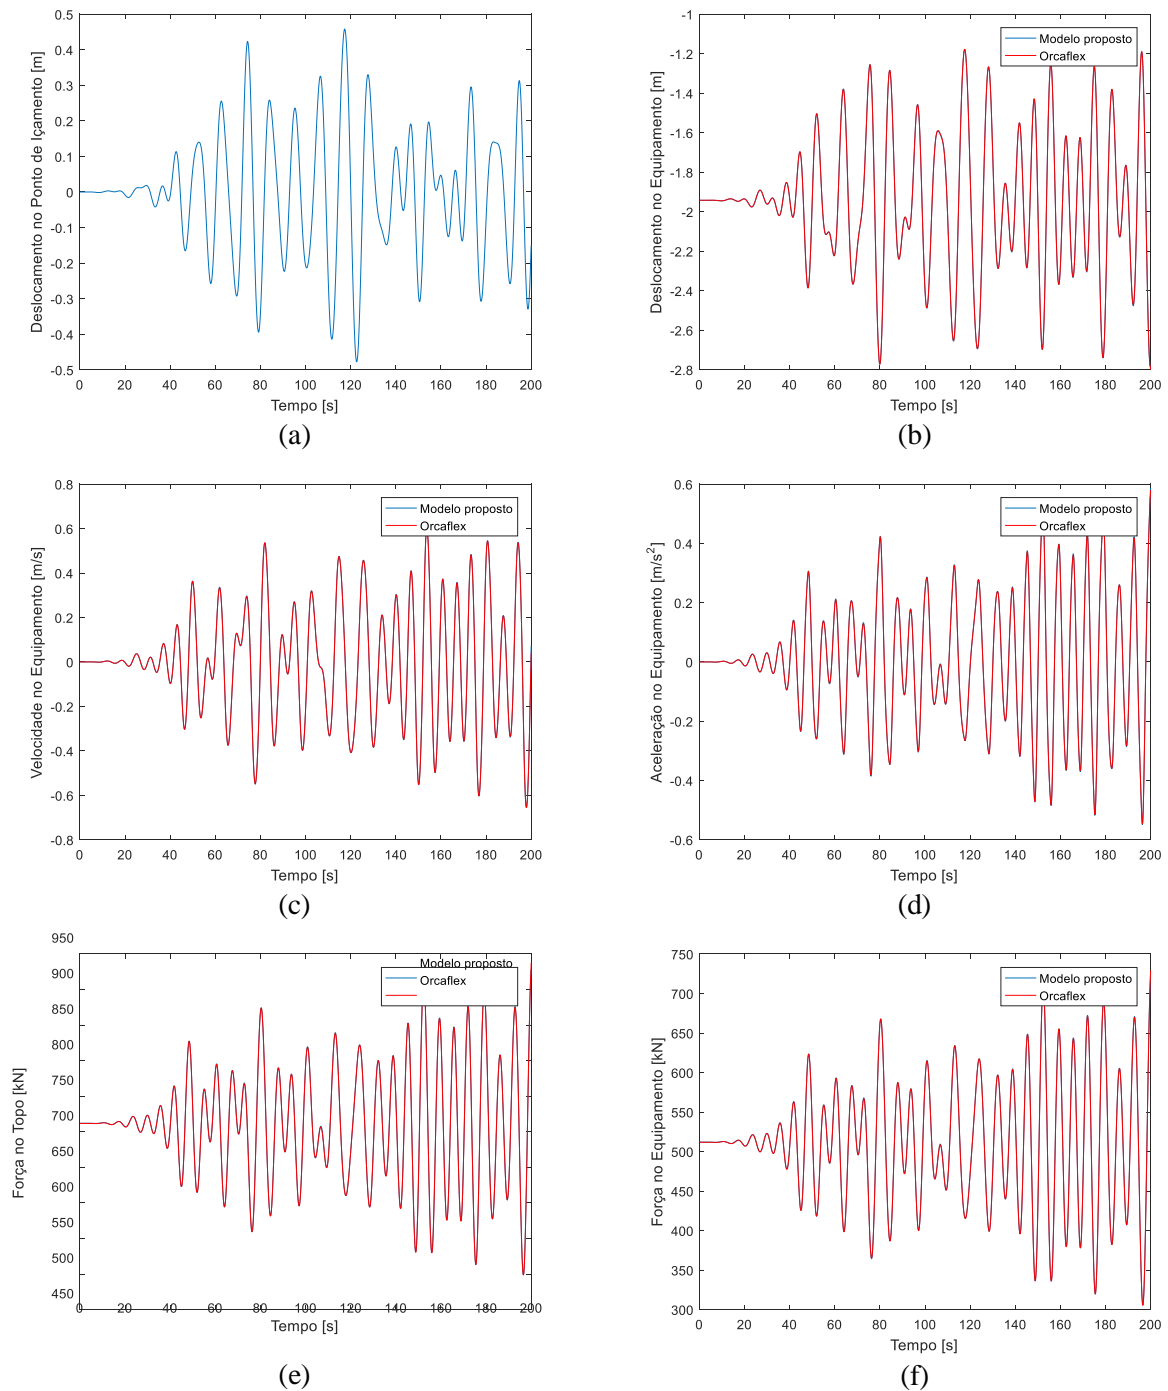 0.5
0.4
0.3
0.2
0.1
0
-0.1
-0.2
-0.3
-0.4
-0.5
Deslocamento no Ponto de Içamento [m]
0 20 40 60 80 100 120 140 160 180 200
Tempo [s]
(a)
-1
-1.2
-1.4
-1.6
-1.8
-2
-2.2
-2.4
-2.6
-2.8
Deslocamento no Equipamento [m]
Modelo proposto
Orcaflex
0 20 40 60 80 100 120 140 160 180 200
Tempo [s]
(b)
0.8
0.6
0.4
0.2
0
-0.2
-0.4
-0.6
-0.8
Velocidade no Equipamento [m/s]
Modelo proposto
Orcaflex
0 20 40 60 80 100 120 140 160 180 200
Tempo [s]
(c)
0.6
0.4
0.2
0
-0.2
-0.4
-0.6
Aceleração no Equipamento [m/s²]
Modelo proposto
Orcaflex
0 20 40 60 80 100 120 140 160 180 200
Tempo [s]
(d)
950
900
850
800
750
700
650
600
550
500
450
Força no Topo [kN]
Modelo proposto
Orcaflex
0 20 40 60 80 100 120 140 160 180 200
Tempo [s]
(e)
750
700
650
600
550
500
450
400
350
300
Força no Equipamento [kN]
Modelo proposto
Orcaflex
0 20 40 60 80 100 120 140 160 180 200
Tempo [s]
(f)